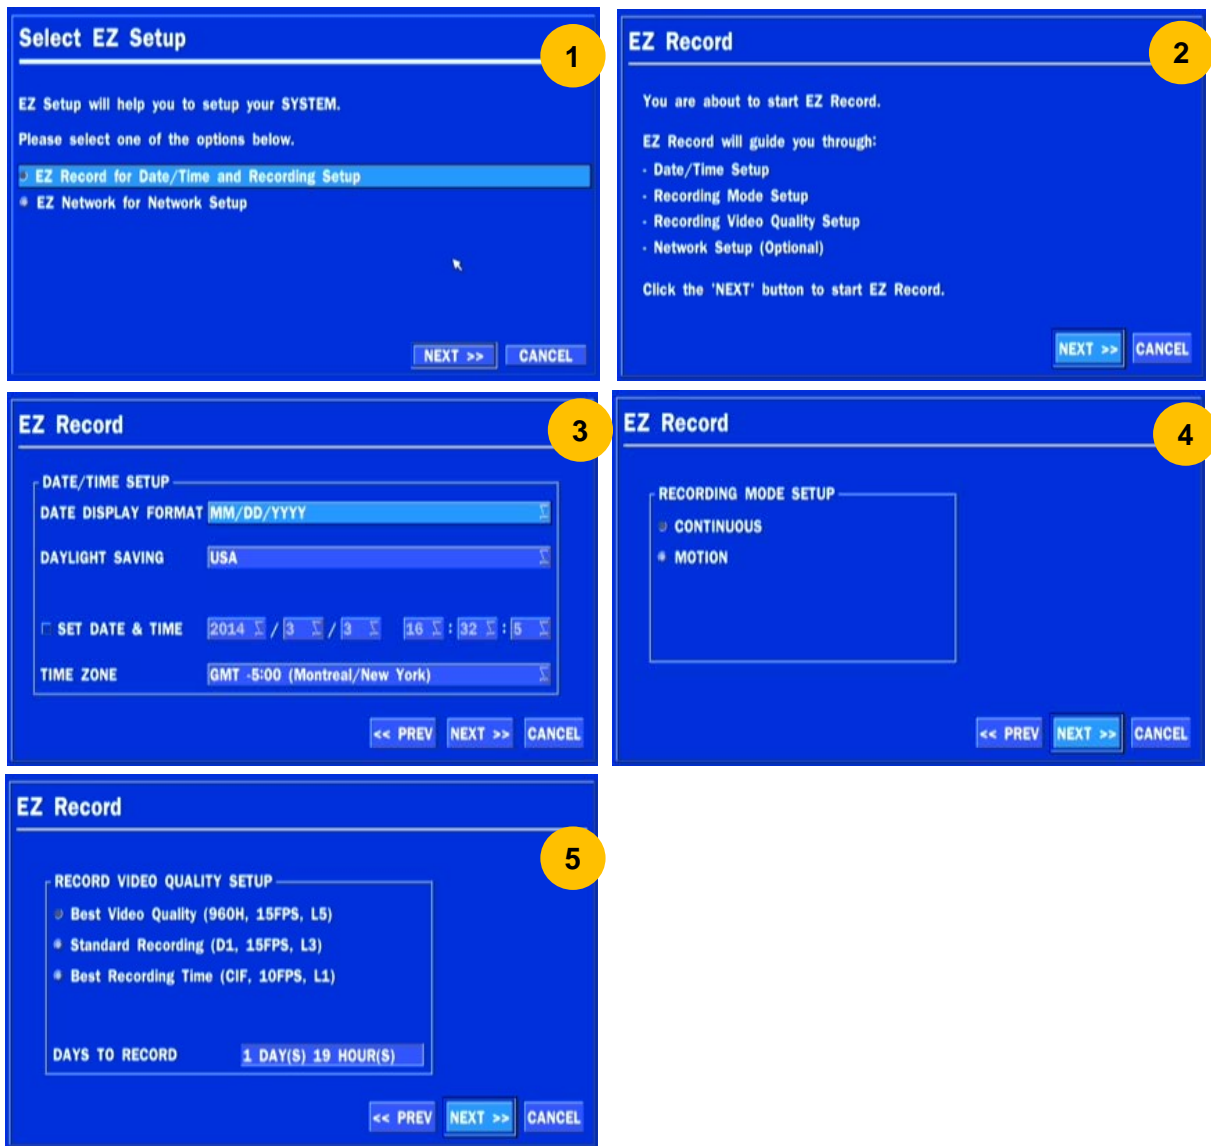 Select EZ Setup
1
EZ Setup will help you to setup your SYSTEM.
Please select one of the options below.
EZ Record for Date/Time and Recording Setup
EZ Network for Network Setup
NEXT >> CANCEL
EZ Record
2
You are about to start EZ Record.
EZ Record will guide you through:
- Date/Time Setup
- Recording Mode Setup
- Recording Video Quality Setup
- Network Setup (Optional)
Click the 'NEXT' button to start EZ Record.
NEXT >> CANCEL
EZ Record
3
DATE/TIME SETUP
DATE DISPLAY FORMAT MM/DD/YYYY
DAYLIGHT SAVING USA
SET DATE & TIME 2014 / 3 / 3 16 : 32 : 5
TIME ZONE GMT -5:00 (Montreal/New York)
<< PREV NEXT >> CANCEL
EZ Record
4
RECORDING MODE SETUP
CONTINUOUS
MOTION
<< PREV NEXT >> CANCEL
EZ Record
5
RECORD VIDEO QUALITY SETUP
Best Video Quality (960H, 15FPS, L5)
Standard Recording (D1, 15FPS, L3)
Best Recording Time (CIF, 10FPS, L1)
DAYS TO RECORD 1 DAY(S) 19 HOUR(S)
<< PREV NEXT >> CANCEL